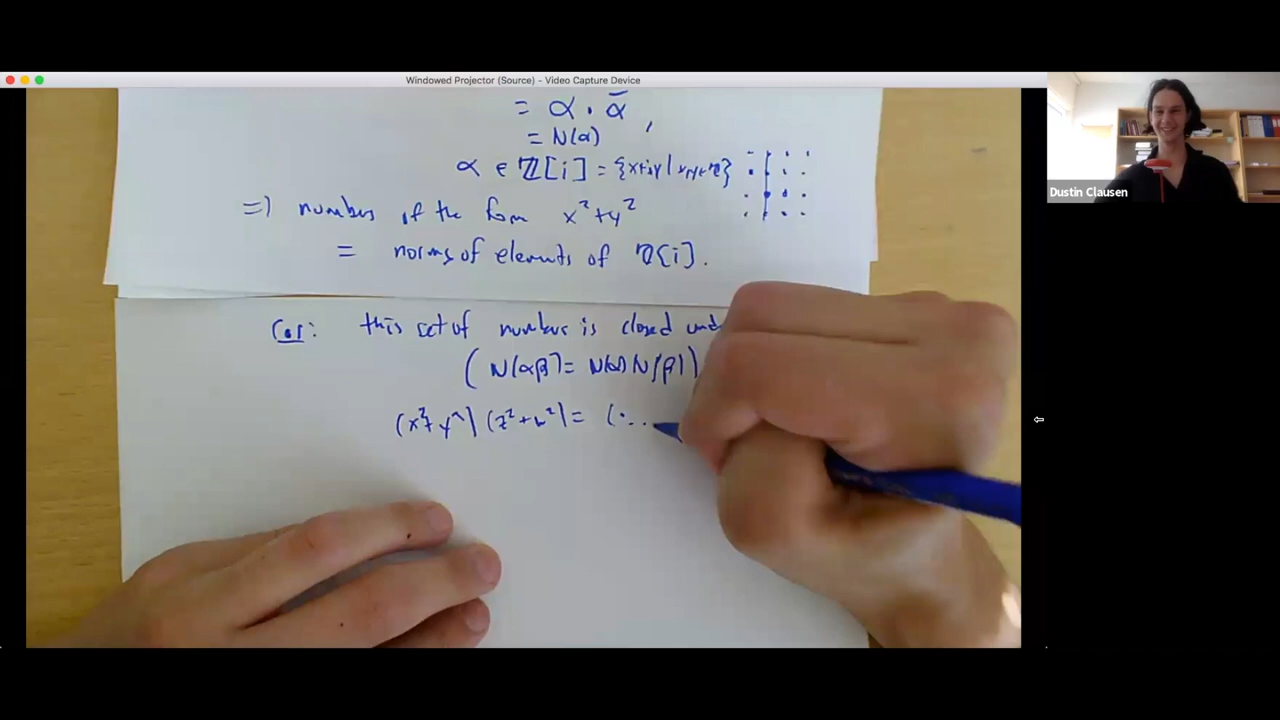 Windowed Projector (Source) - Video Capture Device
Dustin Clausen
= α · ᾱ ,
= N(α)
α ∈ ℤ[i] = {x+iy | x,y∈ℤ}
=> numbers of the form x² + y²
= norms of elements of ℤ[i].
Cor: this set of numbers is closed und
( N(αβ) = N(α) N(β) )
(x²+y²) (z²+w²) = (...